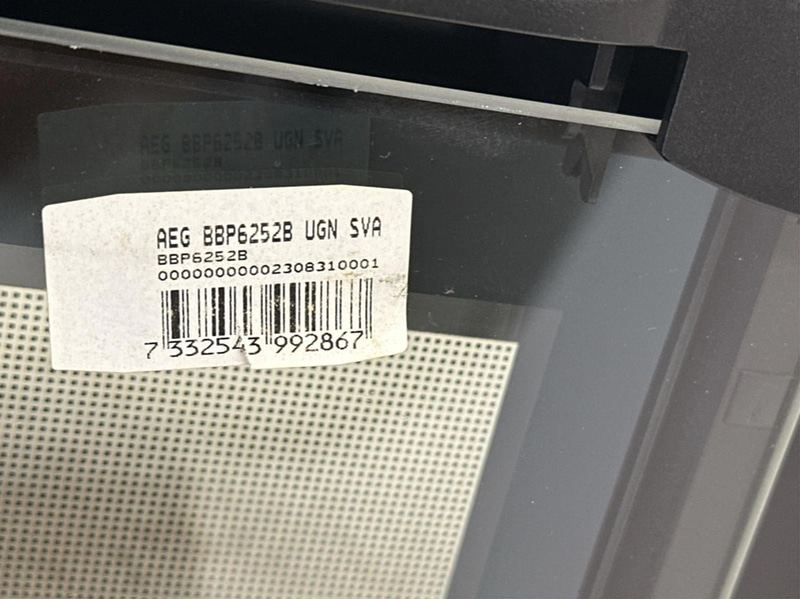 AEG BBP6252B UGN SVA
BBP6252B
00000000002308310001
7 332543 992867